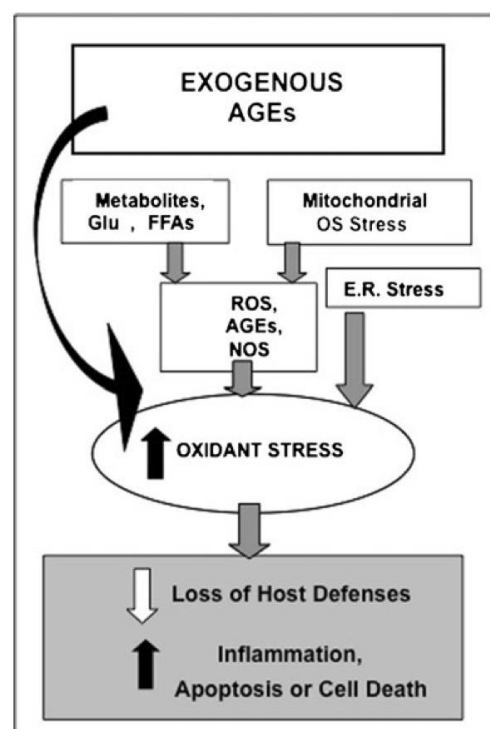 EXOGENOUS
AGEs
Metabolites,
Glu , FFAs
Mitochondrial
OS Stress
E.R. Stress
ROS,
AGEs,
NOS
OXIDANT STRESS
Loss of Host Defenses
Inflammation,
Apoptosis or Cell Death